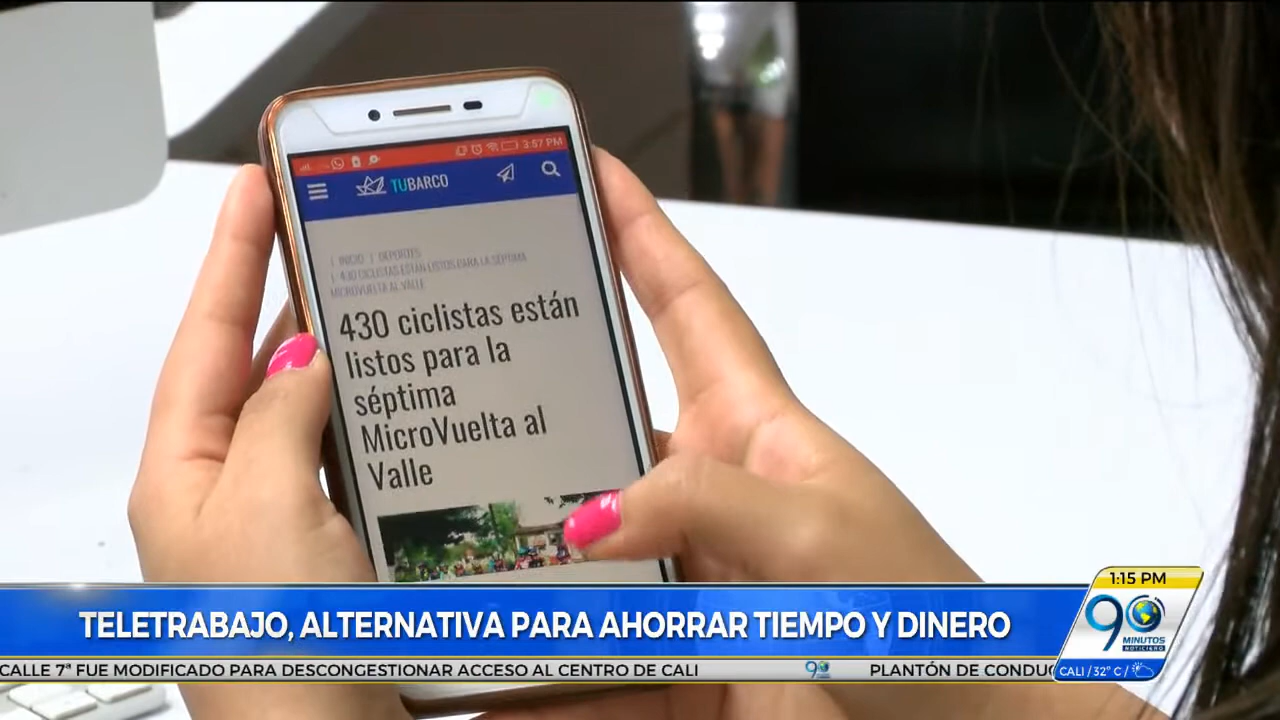 3:57 PM
TUBARCO
| INICIO | DEPORTES
| 430 CICLISTAS ESTÁN LISTOS PARA LA SÉPTIMA
MICROVUELTA AL VALLE
430 ciclistas están
listos para la
séptima
MicroVuelta al
Valle
1:15 PM
90
MINUTOS
NOTICIERO
TELETRABAJO, ALTERNATIVA PARA AHORRAR TIEMPO Y DINERO
CALLE 7ª FUE MODIFICADO PARA DESCONGESTIONAR ACCESO AL CENTRO DE CALI
90
PLANTÓN DE CONDUC
CALI / 32° C /